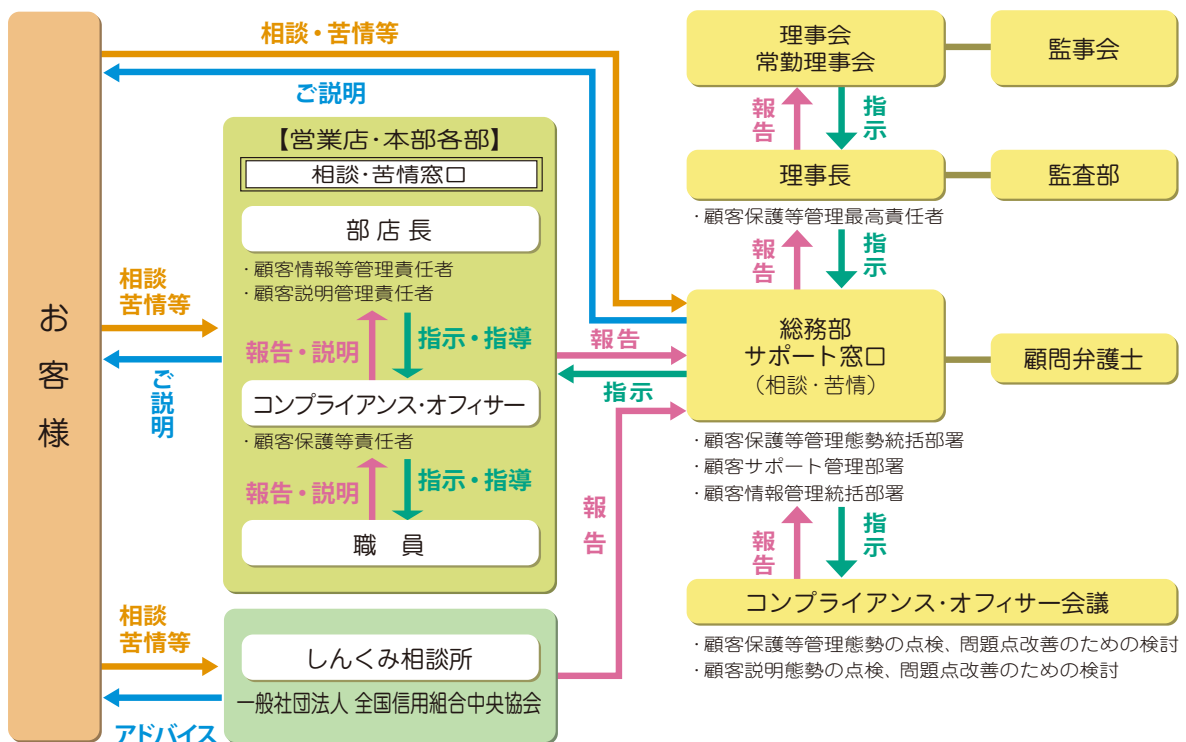 お客様
相談・苦情等
ご説明
【営業店・本部各部】
相談・苦情窓口
部店長
・顧客情報等管理責任者
・顧客説明管理責任者
報告・説明
指示・指導
コンプライアンス・オフィサー
・顧客保護等責任者
報告・説明
指示・指導
職 員
相談
苦情等
ご説明
相談
苦情等
アドバイス
しんくみ相談所
一般社団法人 全国信用組合中央協会
報告
指示
報告
理事会
常勤理事会
監事会
報告
指示
理事長
監査部
・顧客保護等管理最高責任者
報告
指示
総務部
サポート窓口
（相談・苦情）
顧問弁護士
・顧客保護等管理態勢統括部署
・顧客サポート管理部署
・顧客情報管理統括部署
報告
指示
コンプライアンス・オフィサー会議
・顧客保護等管理態勢の点検、問題点改善のための検討
・顧客説明態勢の点検、問題点改善のための検討